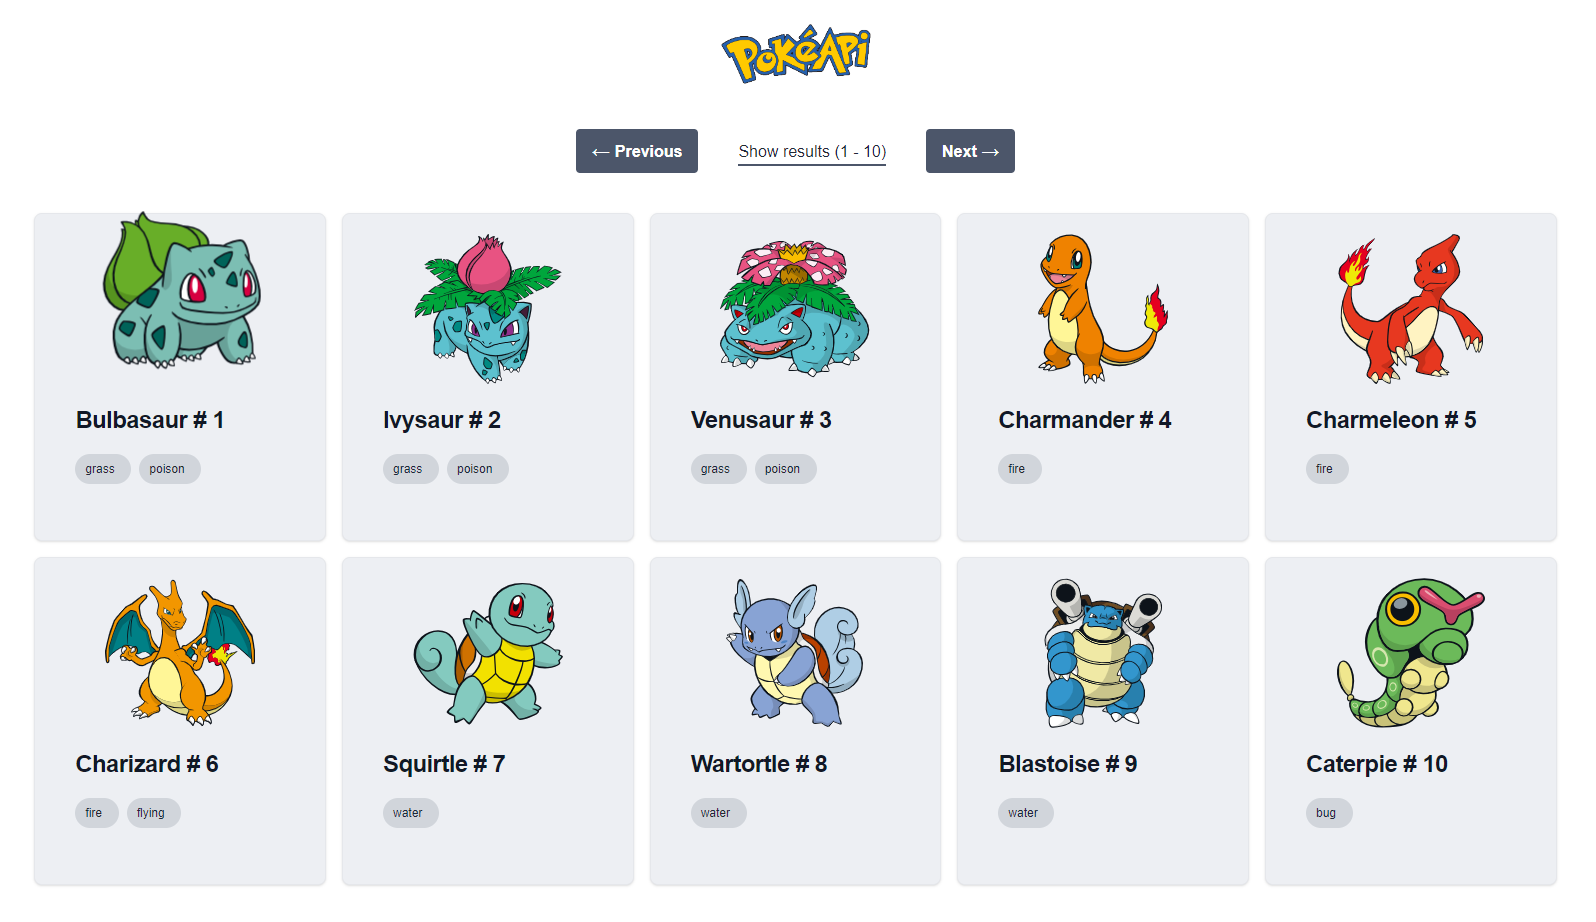 PokéApi
← Previous
Show results (1 - 10)
Next →
Bulbasaur # 1
grass poison
Ivysaur # 2
grass poison
Venusaur # 3
grass poison
Charmander # 4
fire
Charmeleon # 5
fire
Charizard # 6
fire flying
Squirtle # 7
water
Wartortle # 8
water
Blastoise # 9
water
Caterpie # 10
bug